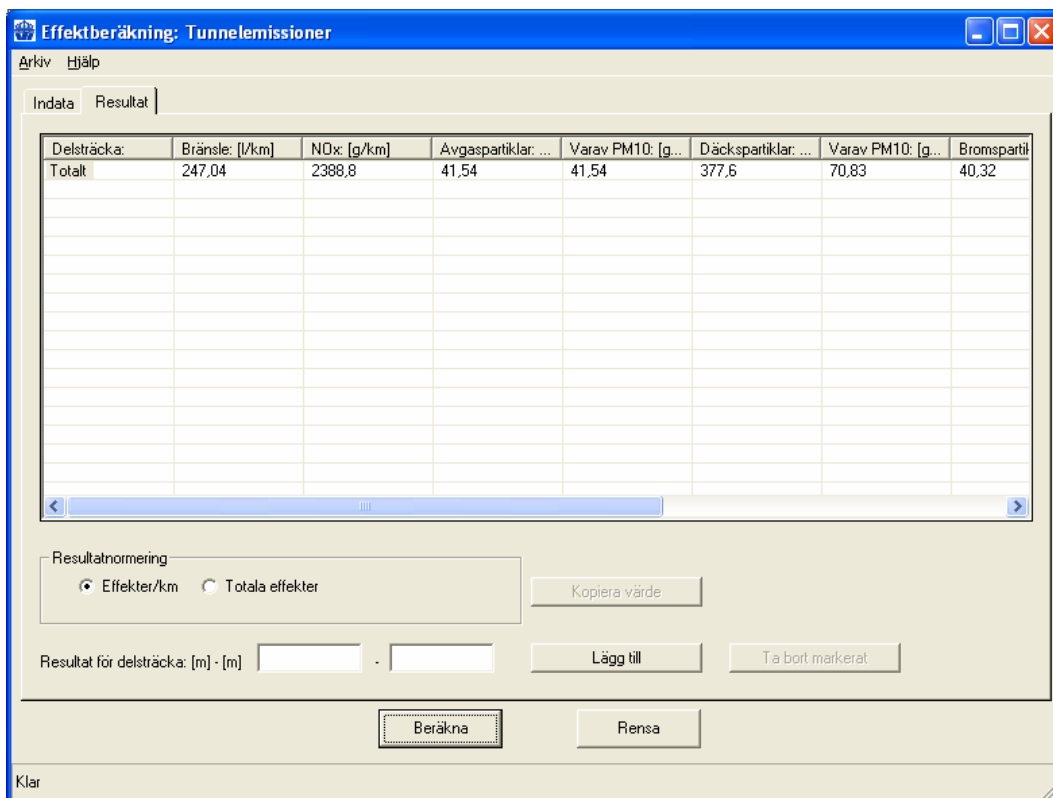 Effektberäkning: Tunnelemissioner
Arkiv Hjälp
Indata Resultat
Delsträcka: Bränsle: [l/km] NOx: [g/km] Avgaspartiklar: ... Varav PM10: [g... Däckspartiklar: ... Varav PM10: [g... Bromspartik
Totalt 247,04 2388,8 41,54 41,54 377,6 70,83 40,32
Resultatnormering
Effekter/km Totala effekter
Kopiera värde
Resultat för delsträcka: [m] - [m] - Lägg till Ta bort markerat
Beräkna Rensa
Klar